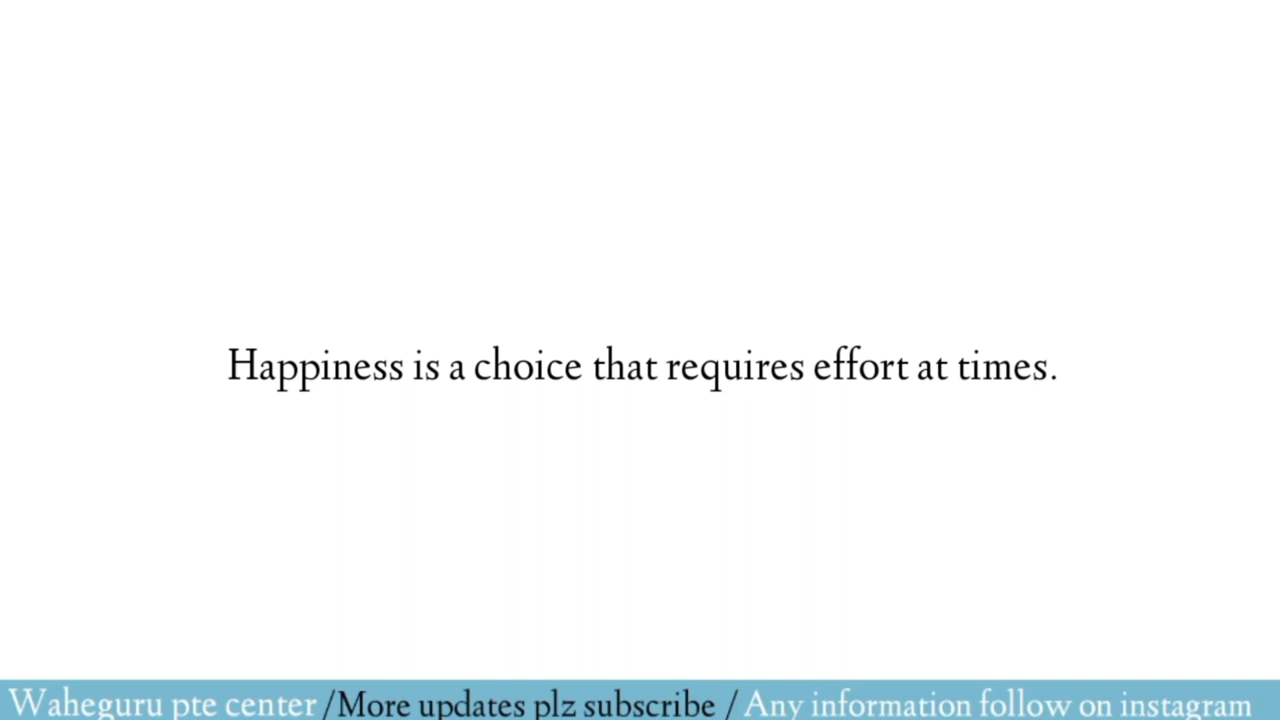 Happiness is a choice that requires effort at times.
Waheguru pte center /More updates plz subscribe / Any information follow on instagram